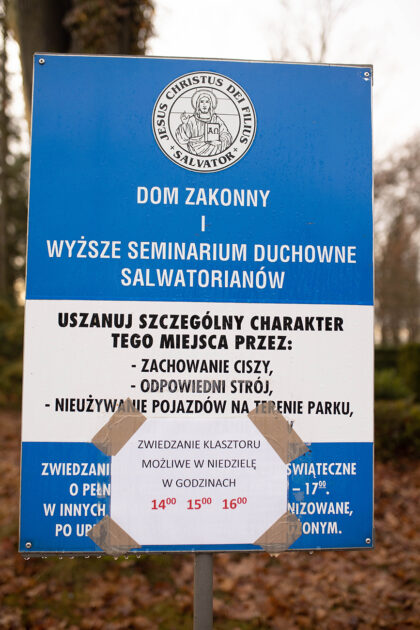 JESUS CHRISTUS DEI FILIUS
SALVATOR
DOM ZAKONNY
I
WYŻSZE SEMINARIUM DUCHOWNE
SALWATORIANÓW
USZANUJ SZCZEGÓLNY CHARAKTER
TEGO MIEJSCA PRZEZ:
- ZACHOWANIE CISZY,
- ODPOWIEDNI STRÓJ,
- NIEUŻYWANIE POJAZDÓW NA TERENIE PARKU,
ZWIEDZANIE KLASZTORU
MOŻLIWE W NIEDZIELĘ
W GODZINACH
14⁰⁰ 15⁰⁰ 16⁰⁰
ZWIEDZANI ŚWIĄTECZNE
O PEŁN – 17⁰⁰.
W INNYCH NIZOWANE,
PO UP ZONYM.